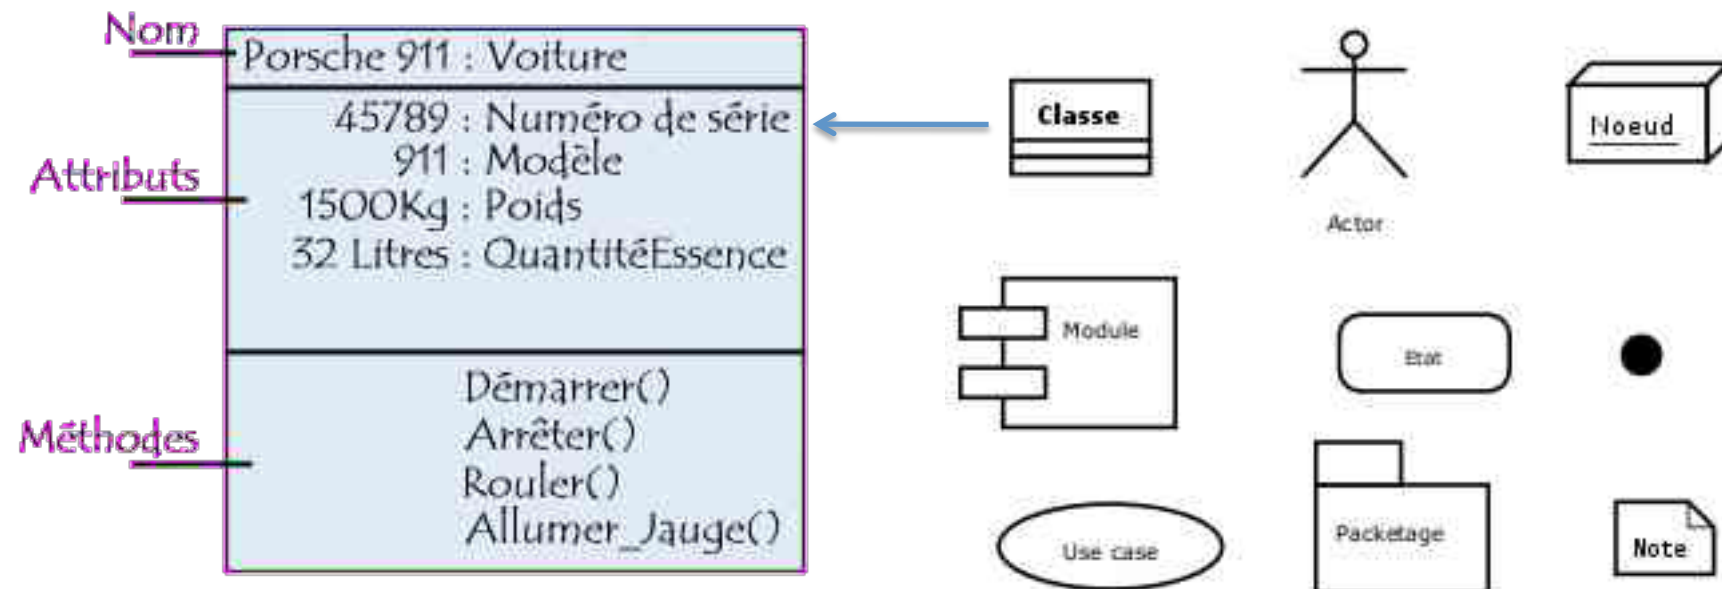 Nom
Porsche 911 : Voiture
Attributs
45789 : Numéro de série
911 : Modèle
1500Kg : Poids
32 Litres : QuantitéEssence
Méthodes
Démarrer()
Arrêter()
Rouler()
Allumer_Jauge()
Classe
Actor
Noeud
Module
Etat
Use case
Packetage
Note